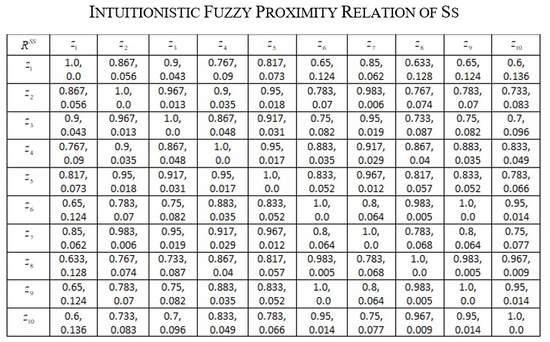 INTUITIONISTIC FUZZY PROXIMITY RELATION OF SS
R^SS z₁ z₂ z₃ z₄ z₅ z₆ z₇ z₈ z₉ z₁₀
z₁ 1.0, 0.867, 0.9, 0.767, 0.817, 0.65, 0.85, 0.633, 0.65, 0.6,
0.0 0.056 0.043 0.09 0.073 0.124 0.062 0.128 0.124 0.136
z₂ 0.867, 1.0, 0.967, 0.9, 0.95, 0.783, 0.983, 0.767, 0.783, 0.733,
0.056 0.0 0.013 0.035 0.018 0.07 0.006 0.074 0.07 0.083
z₃ 0.9, 0.967, 1.0, 0.867, 0.917, 0.75, 0.95, 0.733, 0.75, 0.7,
0.043 0.013 0.0 0.048 0.031 0.082 0.019 0.087 0.082 0.096
z₄ 0.767, 0.9, 0.867, 1.0, 0.95, 0.883, 0.917, 0.867, 0.883, 0.833,
0.09 0.035 0.048 0.0 0.017 0.035 0.029 0.04 0.035 0.049
z₅ 0.817, 0.95, 0.917, 0.95, 1.0, 0.833, 0.967, 0.817, 0.833, 0.783,
0.073 0.018 0.031 0.017 0.0 0.052 0.012 0.057 0.052 0.066
z₆ 0.65, 0.783, 0.75, 0.883, 0.833, 1.0, 0.8, 0.983, 1.0, 0.95,
0.124 0.07 0.082 0.035 0.052 0.0 0.064 0.005 0.0 0.014
z₇ 0.85, 0.983, 0.95, 0.917, 0.967, 0.8, 1.0, 0.783, 0.8, 0.75,
0.062 0.006 0.019 0.029 0.012 0.064 0.0 0.068 0.064 0.077
z₈ 0.633, 0.767, 0.733, 0.867, 0.817, 0.983, 0.783, 1.0, 0.983, 0.967,
0.128 0.074 0.087 0.04 0.057 0.005 0.068 0.0 0.005 0.009
z₉ 0.65, 0.783, 0.75, 0.883, 0.833, 1.0, 0.8, 0.983, 1.0, 0.95,
0.124 0.07 0.082 0.035 0.052 0.0 0.064 0.005 0.0 0.014
z₁₀ 0.6, 0.733, 0.7, 0.833, 0.783, 0.95, 0.75, 0.967, 0.95, 1.0,
0.136 0.083 0.096 0.049 0.066 0.014 0.077 0.009 0.014 0.0